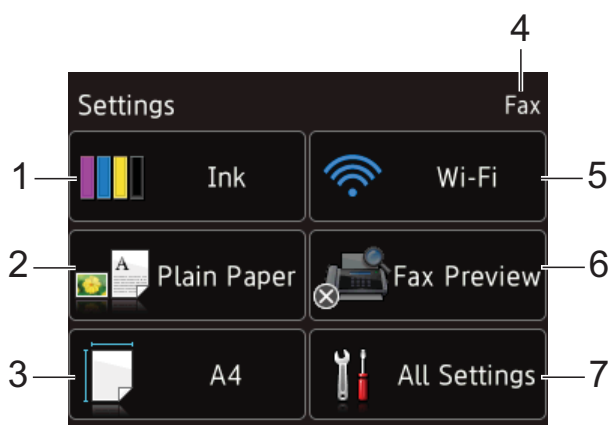 4
Settings Fax
1 Ink Wi-Fi 5
2 A Plain Paper Fax Preview 6
3 A4 All Settings 7